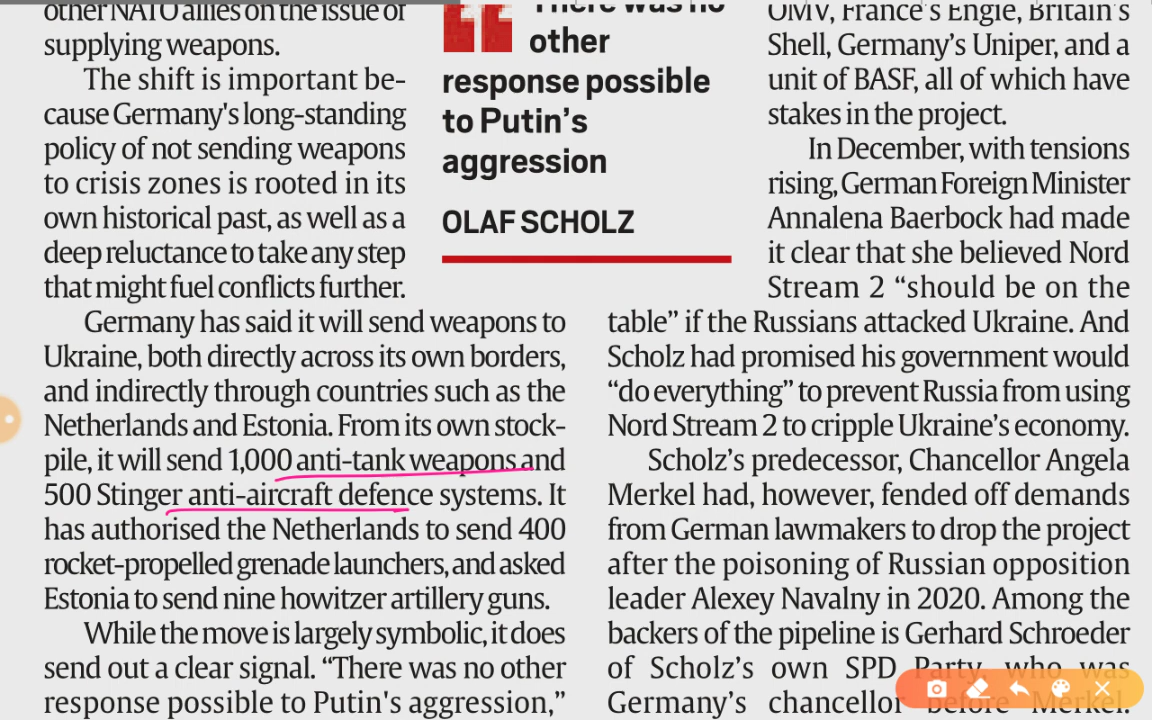 other NATO allies on the issue of
supplying weapons.
The shift is important be-
cause Germany's long-standing
policy of not sending weapons
to crisis zones is rooted in its
own historical past, as well as a
deep reluctance to take any step
that might fuel conflicts further.
Germany has said it will send weapons to
Ukraine, both directly across its own borders,
and indirectly through countries such as the
Netherlands and Estonia. From its own stock-
pile, it will send 1,000 anti-tank weapons and
500 Stinger anti-aircraft defence systems. It
has authorised the Netherlands to send 400
rocket-propelled grenade launchers, and asked
Estonia to send nine howitzer artillery guns.
While the move is largely symbolic, it does
send out a clear signal. “There was no other
response possible to Putin's aggression,”
There was no
other
response possible
to Putin’s
aggression
OLAF SCHOLZ
OMV, France’s Engie, Britain’s
Shell, Germany’s Uniper, and a
unit of BASF, all of which have
stakes in the project.
In December, with tensions
rising, German Foreign Minister
Annalena Baerbock had made
it clear that she believed Nord
Stream 2 “should be on the
table” if the Russians attacked Ukraine. And
Scholz had promised his government would
“do everything” to prevent Russia from using
Nord Stream 2 to cripple Ukraine’s economy.
Scholz’s predecessor, Chancellor Angela
Merkel had, however, fended off demands
from German lawmakers to drop the project
after the poisoning of Russian opposition
leader Alexey Navalny in 2020. Among the
backers of the pipeline is Gerhard Schroeder
of Scholz’s own SPD Party, who was
Germany’s chancellor before Merkel.